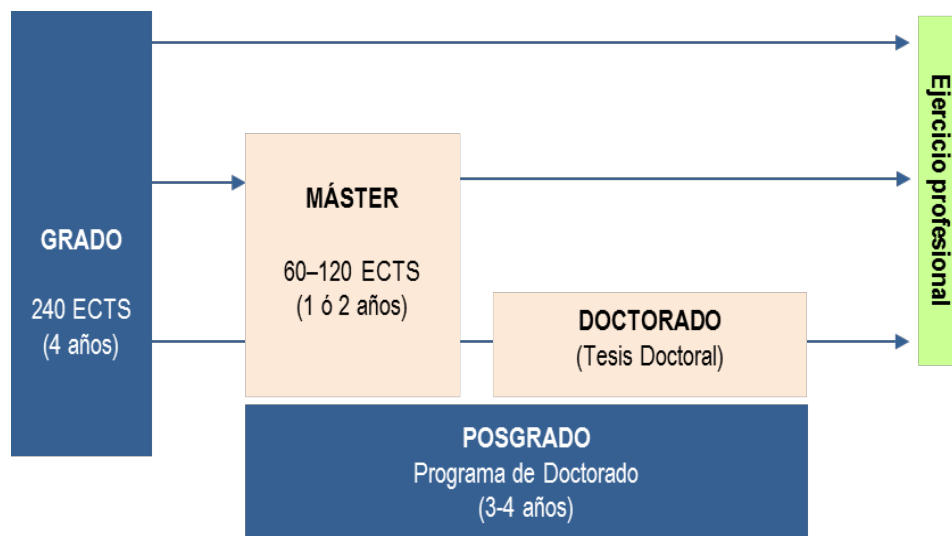 GRADO
240 ECTS
(4 años)
MÁSTER
60–120 ECTS
(1 ó 2 años)
DOCTORADO
(Tesis Doctoral)
POSGRADO
Programa de Doctorado
(3-4 años)
Ejercicio profesional